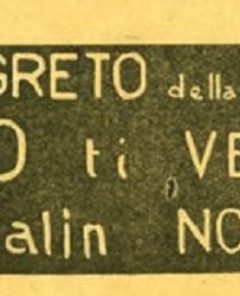 GRETO della
O ti VE
alin NO